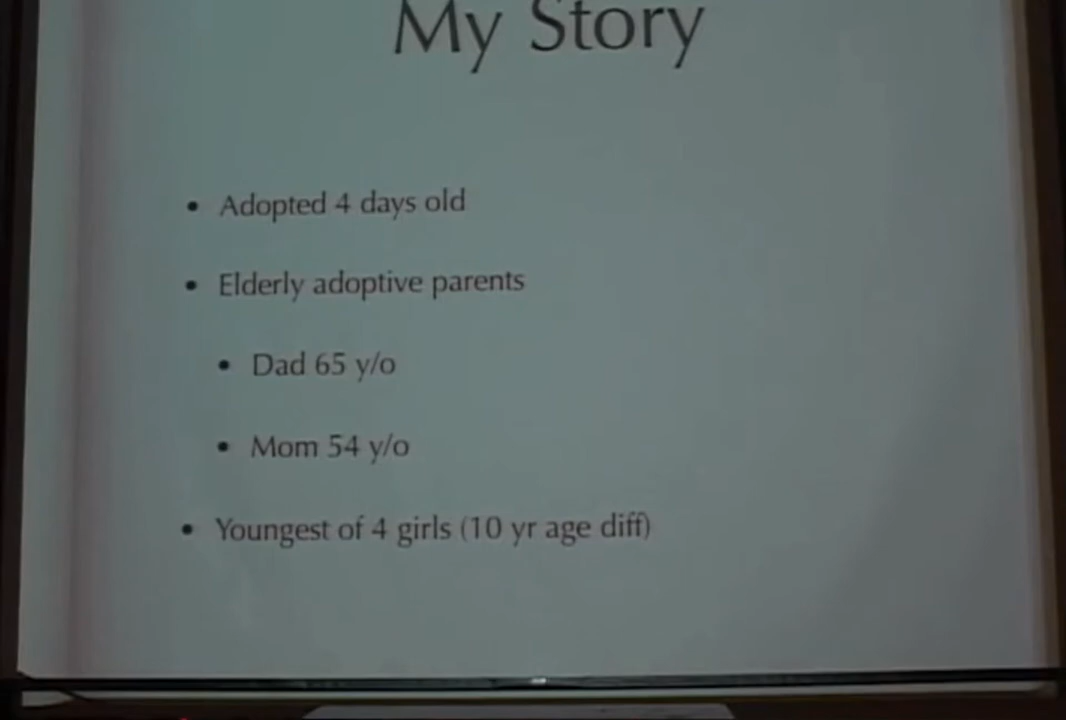 My Story
• Adopted 4 days old
• Elderly adoptive parents
• Dad 65 y/o
• Mom 54 y/o
• Youngest of 4 girls (10 yr age diff)